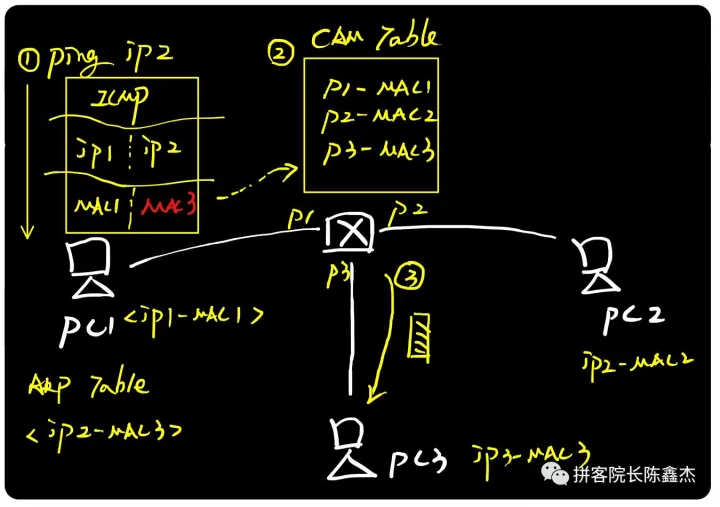 ① Ping ip2
ICMP
ip1 ip2
MAC1 MAC3
② CAM Table
P1-MAC1
P2-MAC2
P3-MAC3
P1
P2
P3
③
PC1 <ip1-MAC1>
ARP Table
<ip2-MAC3>
PC2
ip2-MAC2
PC3 ip3-MAC3
拼客院长陈鑫杰